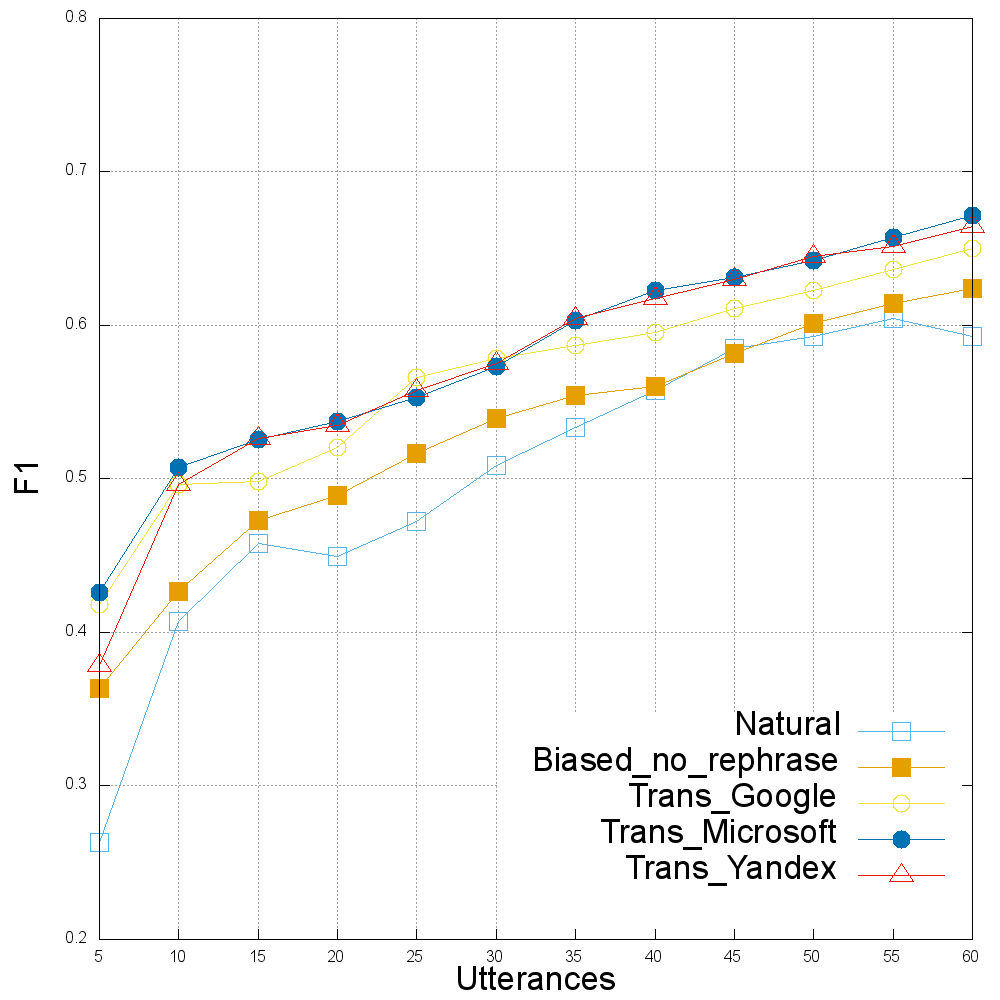 0.8
0.7
0.6
0.5
0.4
0.3
0.2
F1
Natural
Biased_no_rephrase
Trans_Google
Trans_Microsoft
Trans_Yandex
5 10 15 20 25 30 35 40 45 50 55 60
Utterances